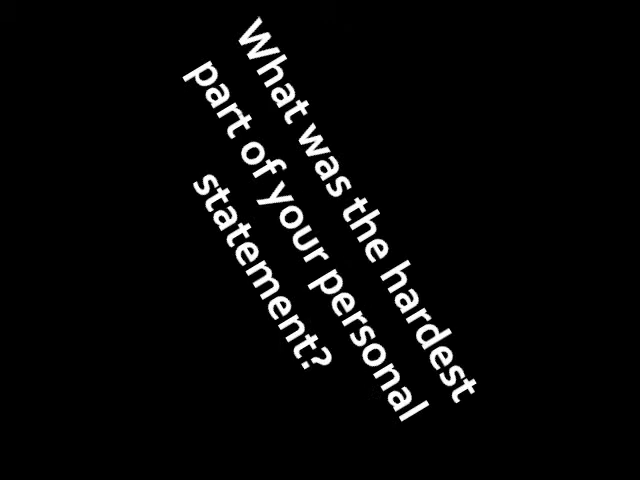 What was the hardest
part of your personal
statement?